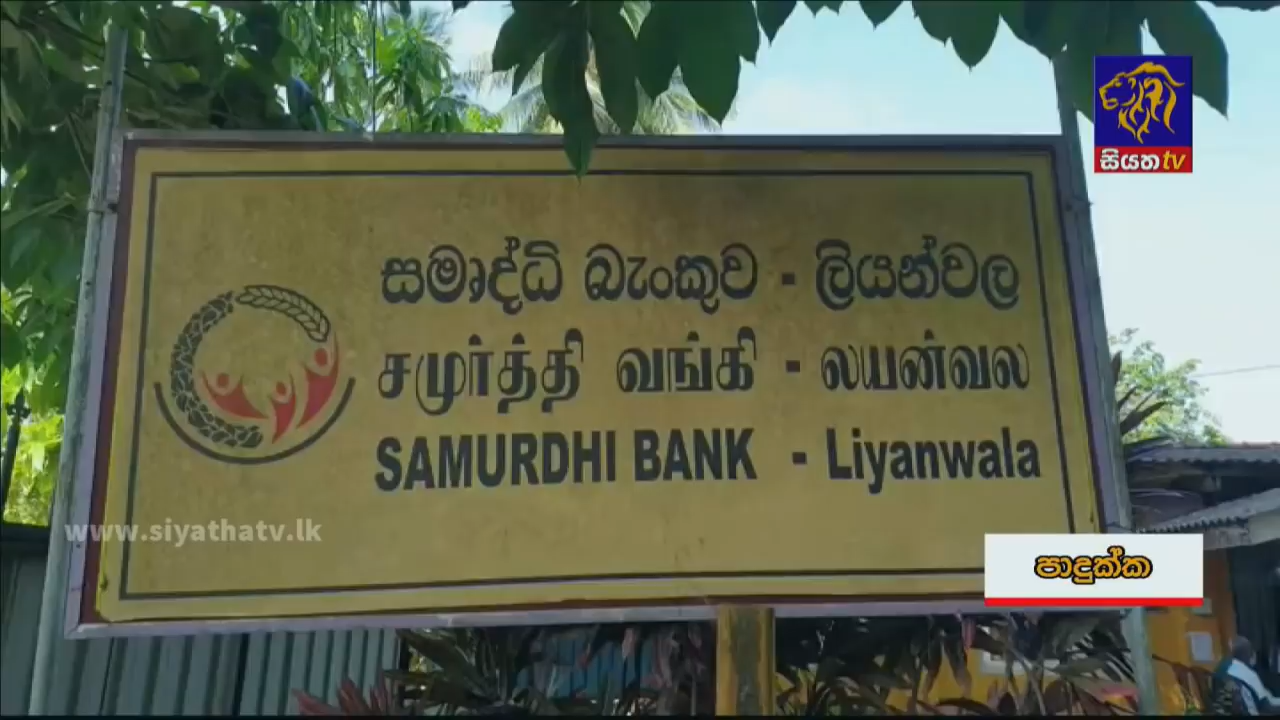 සියත tv
සමෘද්ධි බැංකුව - ලියන්වල
சமுர்த்தி வங்கி - லயன்வல
SAMURDHI BANK - Liyanwala
www.siyathatv.lk
පාදුක්ක